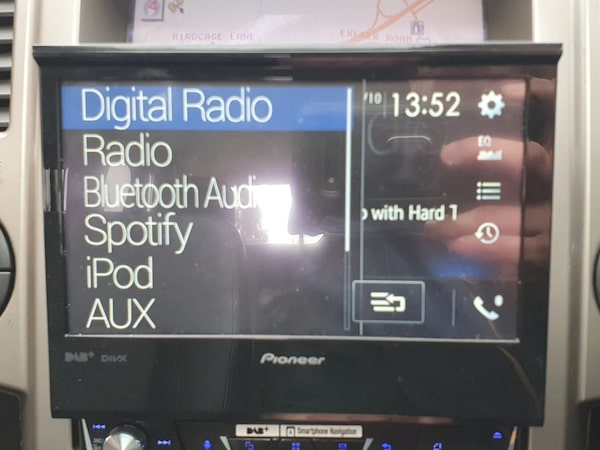 BIRDCAGE LANE
Digital Radio
/10 13:52
EQ
Radio
Bluetooth Audi
with Hard T
Spotify
iPod
AUX
DAB+ DIVX
Pioneer
DAB+ Smartphone Navigation